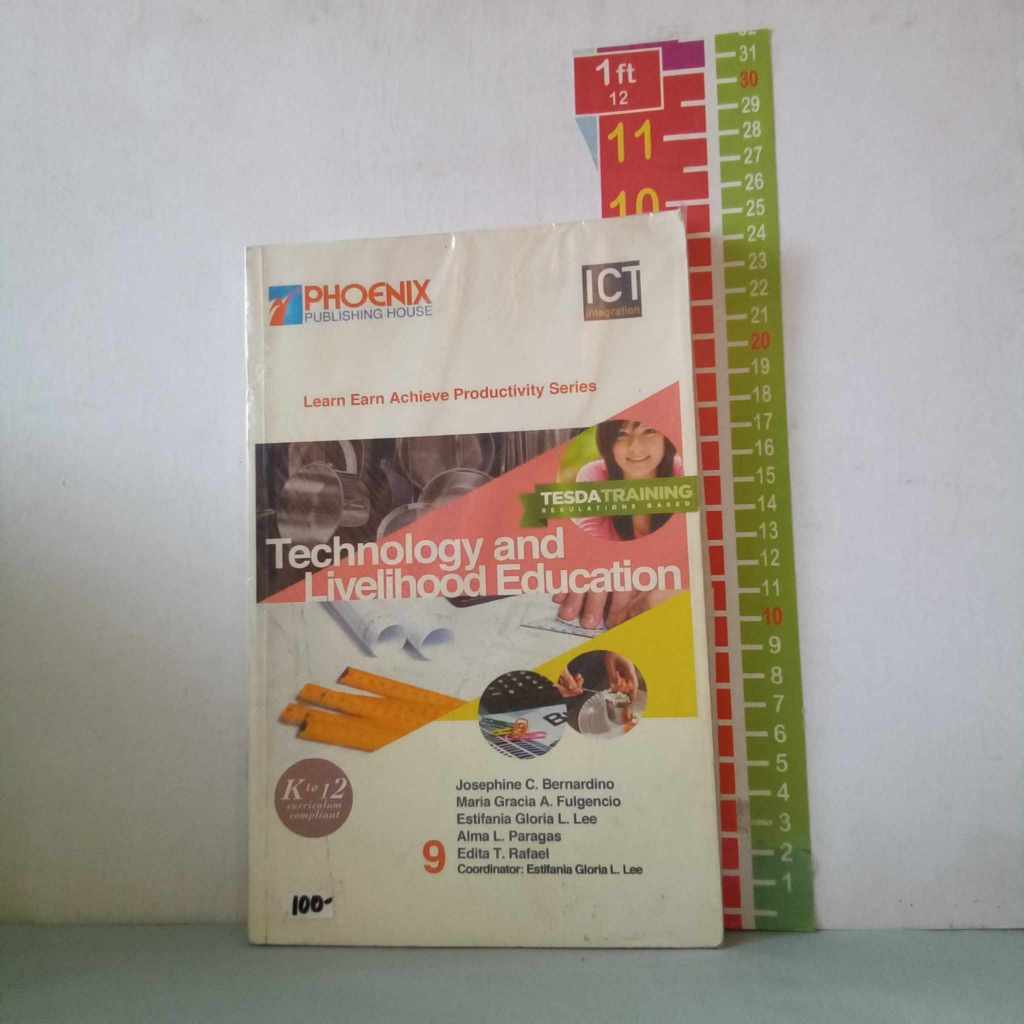 PHOENIX
PUBLISHING HOUSE
ICT
integration
Learn Earn Achieve Productivity Series
TESDA TRAINING
REGULATIONS BASED
Technology and
Livelihood Education
B
K to 12
curriculum
compliant
Josephine C. Bernardino
Maria Gracia A. Fulgencio
Estifania Gloria L. Lee
Alma L. Paragas
Edita T. Rafael
Coordinator: Estifania Gloria L. Lee
9
100-
1 ft
12
11
10
32
31
30
29
28
27
26
25
24
23
22
21
20
19
18
17
16
15
14
13
12
11
10
9
8
7
6
5
4
3
2
1